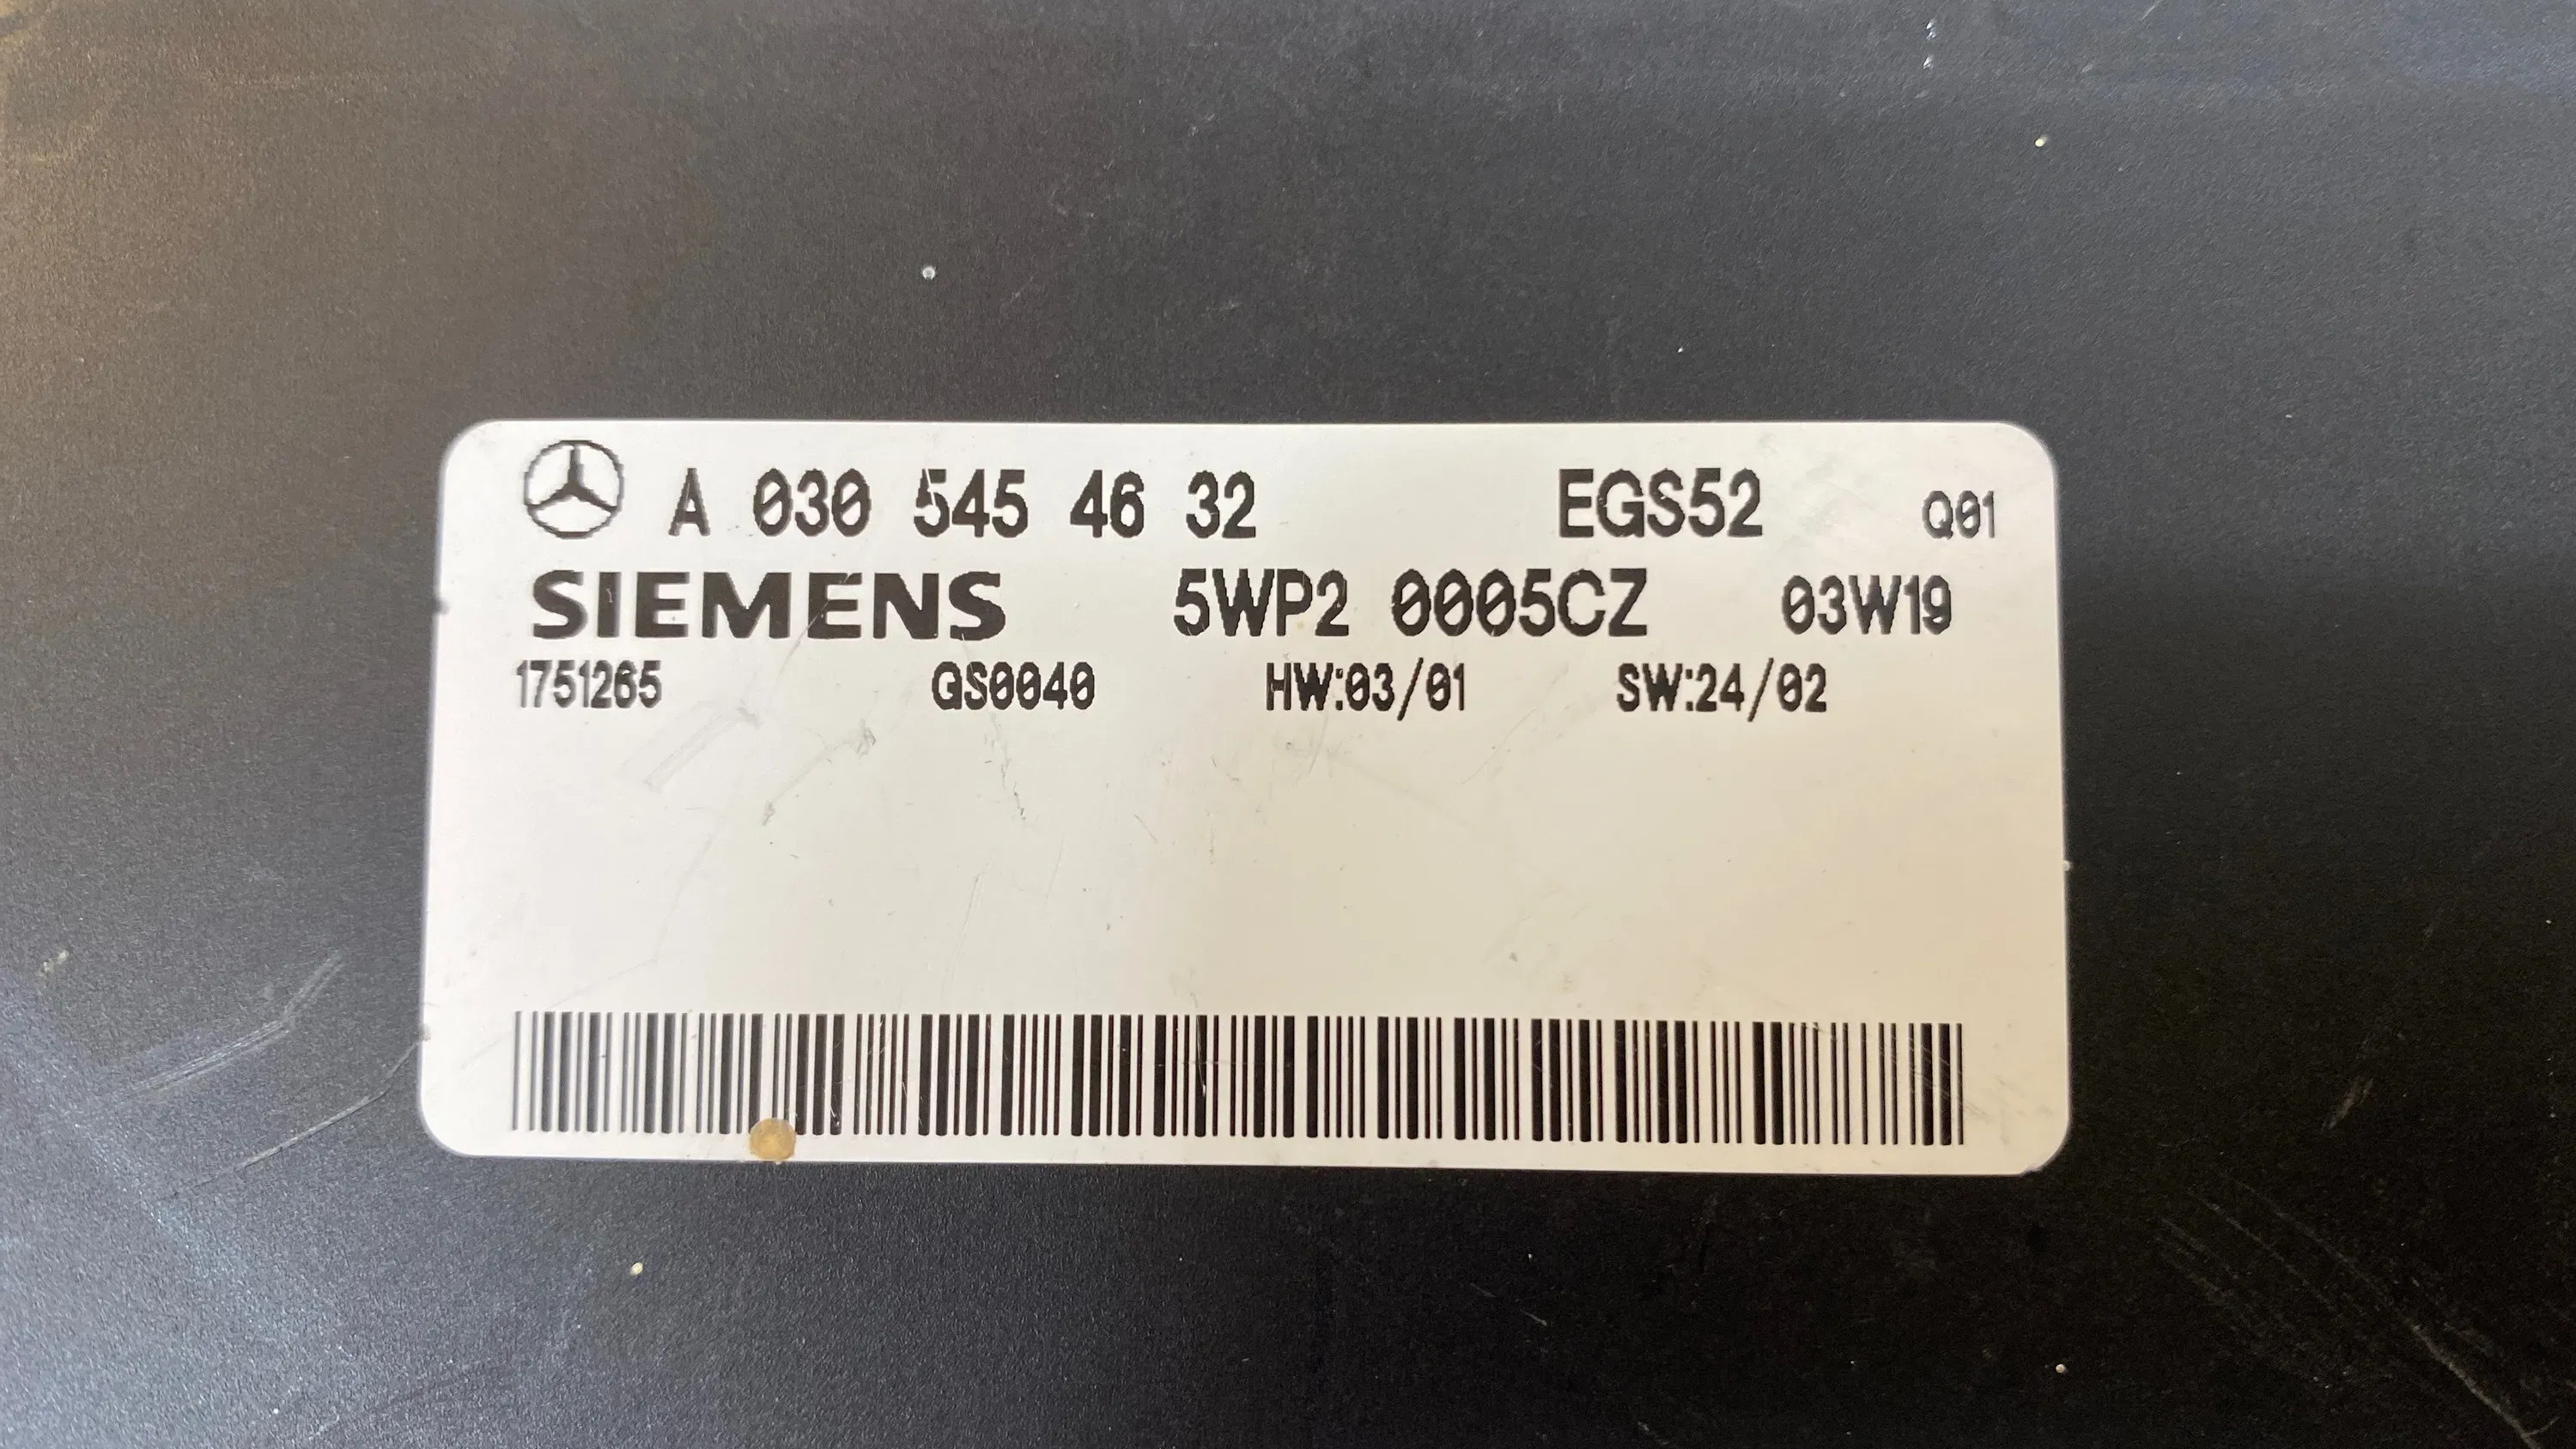 A 030 545 46 32 EGS52 Q01
SIEMENS 5WP2 0005CZ 03W19
1751265 GS0040 HW:03/01 SW:24/02